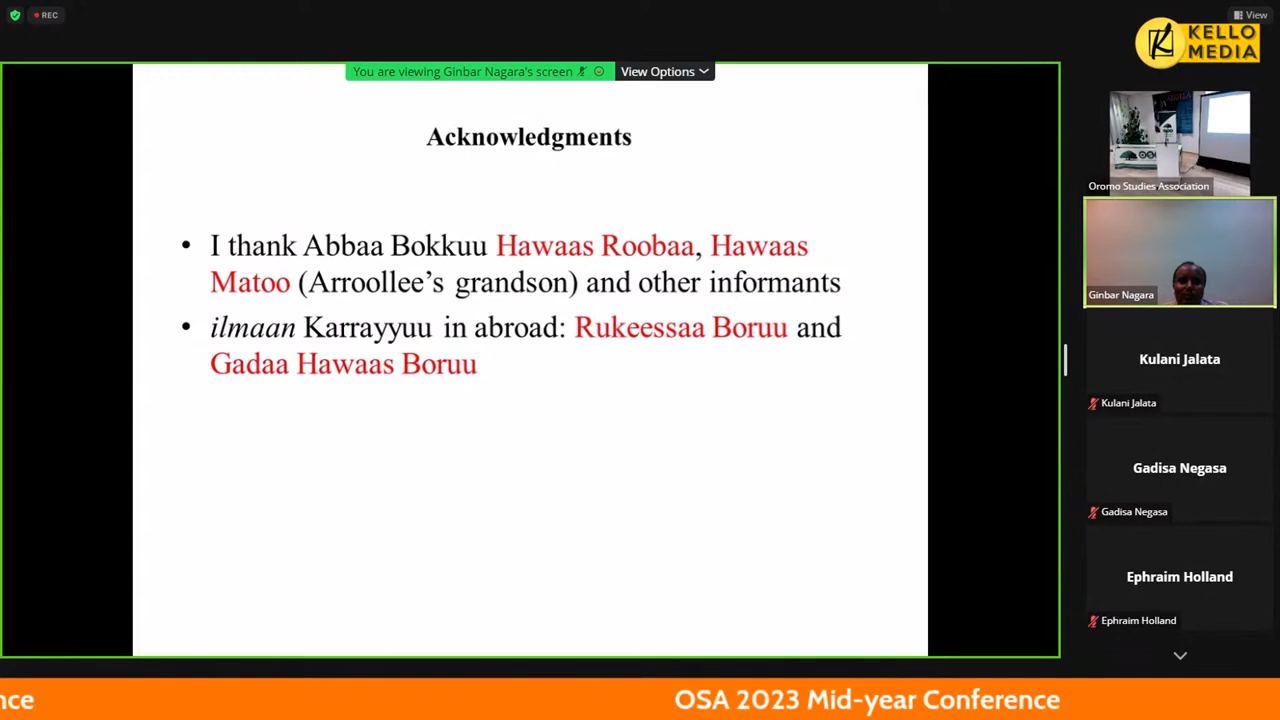 REC
View
KELLO
MEDIA
You are viewing Ginbar Nagara's screen
View Options
Acknowledgments
• I thank Abbaa Bokkuu Hawaas Roobaa, Hawaas
Matoo (Arroollee’s grandson) and other informants
• ilmaan Karrayyuu in abroad: Rukeessaa Boruu and
Gadaa Hawaas Boruu
Oromo Studies Association
Ginbar Nagara
Kulani Jalata
Kulani Jalata
Gadisa Negasa
Gadisa Negasa
Ephraim Holland
Ephraim Holland
nce
OSA 2023 Mid-year Conference